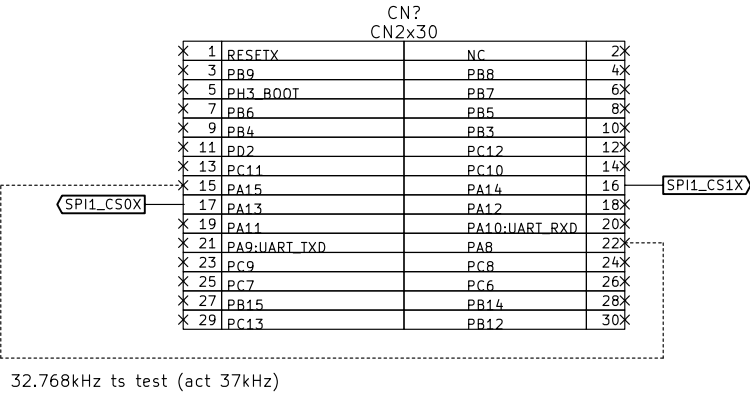 CN?
CN2x30
1 RESETX NC 2
3 PB9 PB8 4
5 PH3_BOOT PB7 6
7 PB6 PB5 8
9 PB4 PB3 10
11 PD2 PC12 12
13 PC11 PC10 14
15 PA15 PA14 16 SPI1_CS1X
SPI1_CS0X 17 PA13 PA12 18
19 PA11 PA10:UART_RXD 20
21 PA9:UART_TXD PA8 22
23 PC9 PC8 24
25 PC7 PC6 26
27 PB15 PB14 28
29 PC13 PB12 30
32.768kHz ts test (act 37kHz)